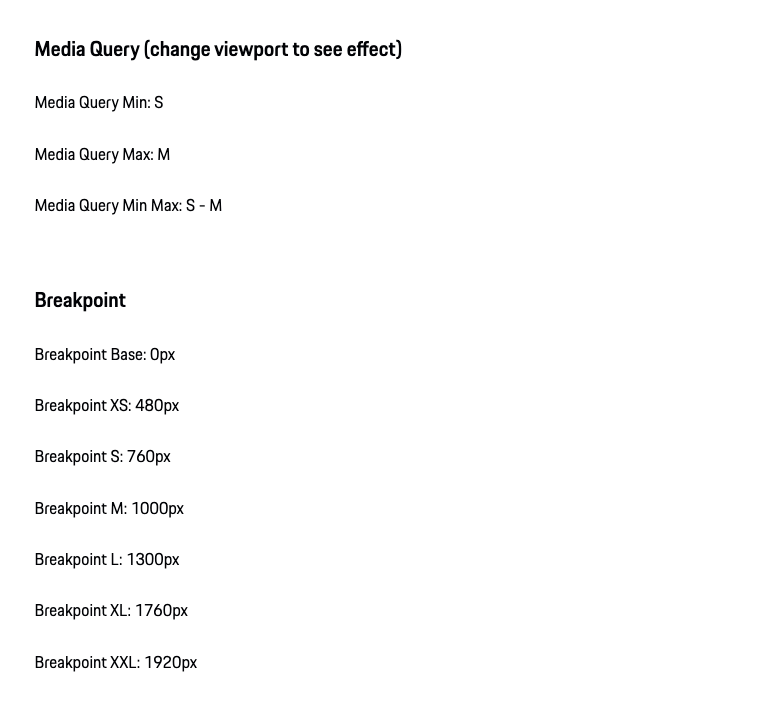 Media Query (change viewport to see effect)
Media Query Min: S
Media Query Max: M
Media Query Min Max: S - M
Breakpoint
Breakpoint Base: 0px
Breakpoint XS: 480px
Breakpoint S: 760px
Breakpoint M: 1000px
Breakpoint L: 1300px
Breakpoint XL: 1760px
Breakpoint XXL: 1920px